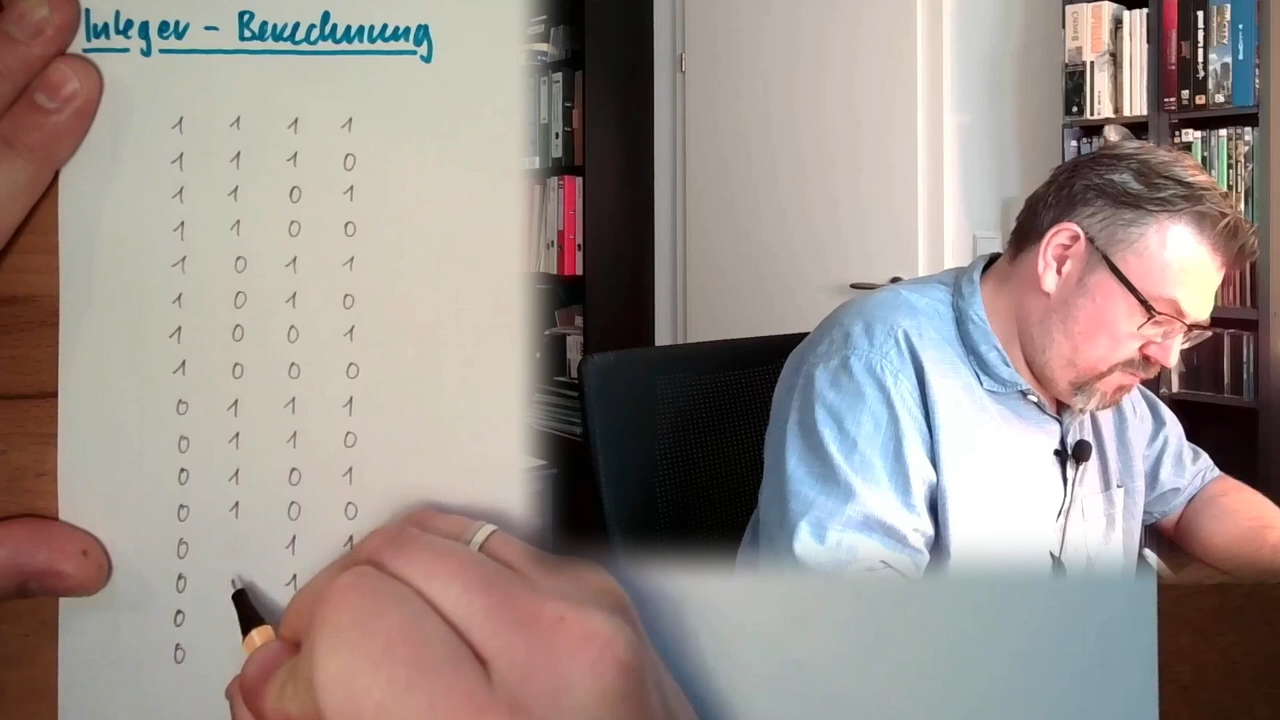 Integer - Berechnung
1 1 1 1
1 1 1 0
1 1 0 1
1 1 0 0
1 0 1 1
1 0 1 0
1 0 0 1
1 0 0 0
0 1 1 1
0 1 1 0
0 1 0 1
0 1 0 0
0 1 1
0 1
0
0